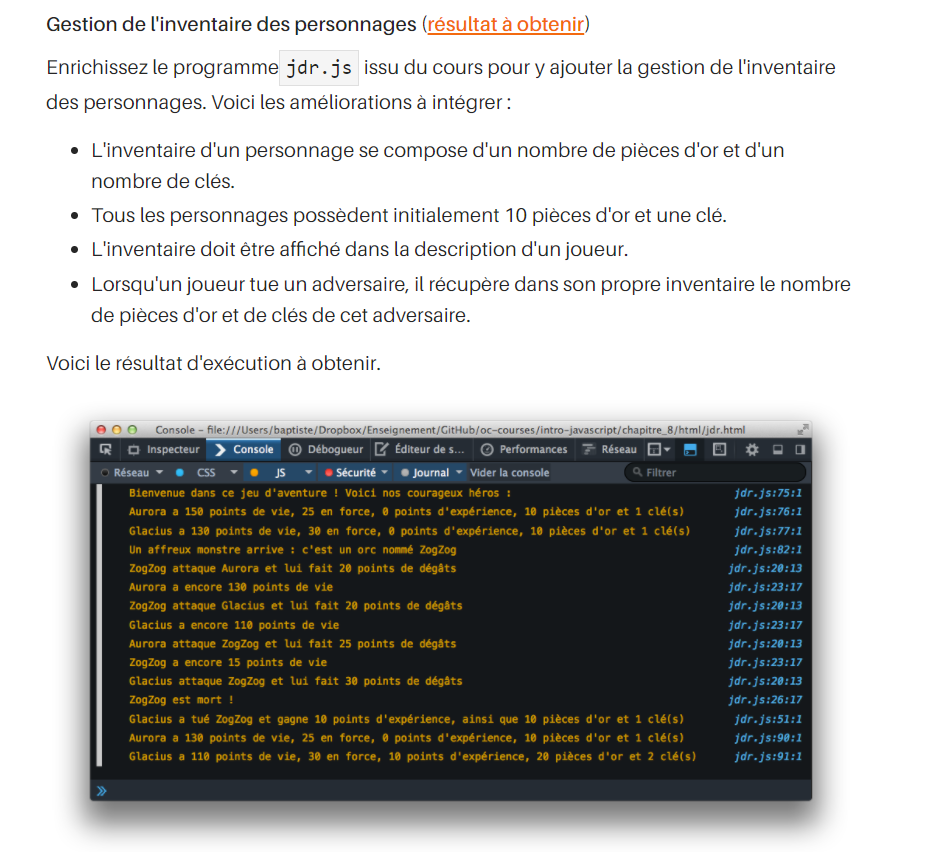 Gestion de l'inventaire des personnages (résultat à obtenir)
Enrichissez le programme jdr.js issu du cours pour y ajouter la gestion de l'inventaire
des personnages. Voici les améliorations à intégrer :
• L'inventaire d'un personnage se compose d'un nombre de pièces d'or et d'un
nombre de clés.
• Tous les personnages possèdent initialement 10 pièces d'or et une clé.
• L'inventaire doit être affiché dans la description d'un joueur.
• Lorsqu'un joueur tue un adversaire, il récupère dans son propre inventaire le nombre
de pièces d'or et de clés de cet adversaire.
Voici le résultat d'exécution à obtenir.
Console - file:///Users/baptiste/Dropbox/Enseignement/GitHub/oc-courses/intro-javascript/chapitre_8/html/jdr.html
Inspecteur Console Débogueur Éditeur de s... Performances Réseau
Réseau CSS JS Sécurité Journal Vider la console Filtrer
Bienvenue dans ce jeu d'aventure ! Voici nos courageux héros : jdr.js:75:1
Aurora a 150 points de vie, 25 en force, 0 points d'expérience, 10 pièces d'or et 1 clé(s) jdr.js:76:1
Glacius a 130 points de vie, 30 en force, 0 points d'expérience, 10 pièces d'or et 1 clé(s) jdr.js:77:1
Un affreux monstre arrive : c'est un orc nommé ZogZog jdr.js:82:1
ZogZog attaque Aurora et lui fait 20 points de dégâts jdr.js:20:13
Aurora a encore 130 points de vie jdr.js:23:17
ZogZog attaque Glacius et lui fait 20 points de dégâts jdr.js:20:13
Glacius a encore 110 points de vie jdr.js:23:17
Aurora attaque ZogZog et lui fait 25 points de dégâts jdr.js:20:13
ZogZog a encore 15 points de vie jdr.js:23:17
Glacius attaque ZogZog et lui fait 30 points de dégâts jdr.js:20:13
ZogZog est mort ! jdr.js:26:17
Glacius a tué ZogZog et gagne 10 points d'expérience, ainsi que 10 pièces d'or et 1 clé(s) jdr.js:51:1
Aurora a 130 points de vie, 25 en force, 0 points d'expérience, 10 pièces d'or et 1 clé(s) jdr.js:90:1
Glacius a 110 points de vie, 30 en force, 10 points d'expérience, 20 pièces d'or et 2 clé(s) jdr.js:91:1